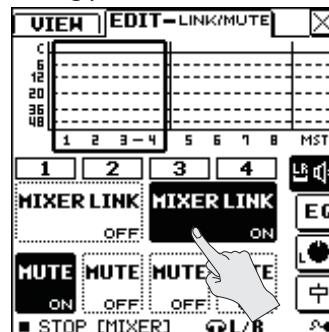 VIEW EDIT–LINK/MUTE
C
6
12
20
36
48
1 2 3–4 5 6 7 8 MST
1 2 3 4 LR
MIXER LINK MIXER LINK
OFF ON
MUTE MUTE MUTE
ON OFF OFF
■ STOP [MIXER] L/R